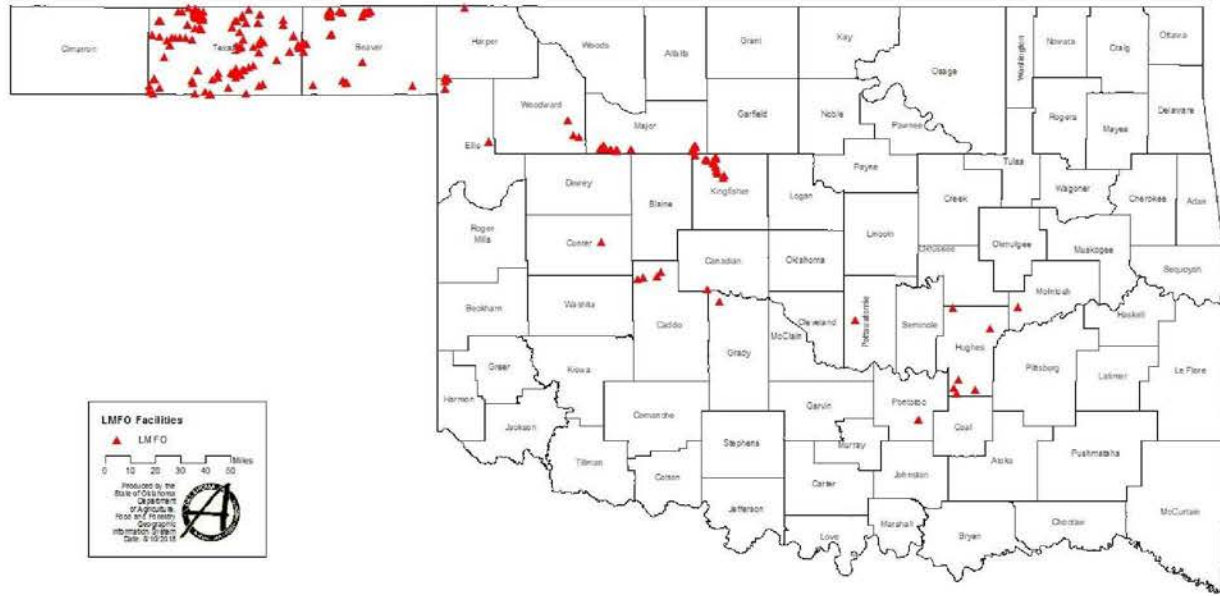 Cimarron
Texas
Beaver
Harper
Woods
Alfalfa
Grant
Kay
Osage
Washington
Nowata
Craig
Ottawa
Woodward
Ellis
Major
Garfield
Noble
Pawnee
Rogers
Mayes
Delaware
Dewey
Blaine
Kingfisher
Logan
Payne
Creek
Tulsa
Wagoner
Cherokee
Adair
Roger
Mills
Custer
Canadian
Oklahoma
Lincoln
Okfuskee
Okmulgee
Muskogee
Sequoyah
Beckham
Washita
Caddo
Grady
McClain
Cleveland
Pottawatomie
Seminole
Hughes
McIntosh
Haskell
Pittsburg
Latimer
Le Flore
Harmon
Greer
Kiowa
Jackson
Tillman
Comanche
Cotton
Stephens
Jefferson
Garvin
Murray
Carter
Love
Pontotoc
Johnston
Marshall
Coal
Atoka
Bryan
Pushmataha
Choctaw
McCurtain
LMFO Facilities
LMFO
0 10 20 30 40 50 Miles
Produced by the
State of Oklahoma
Department
of Agriculture,
Food and Forestry
Geographic
Information System